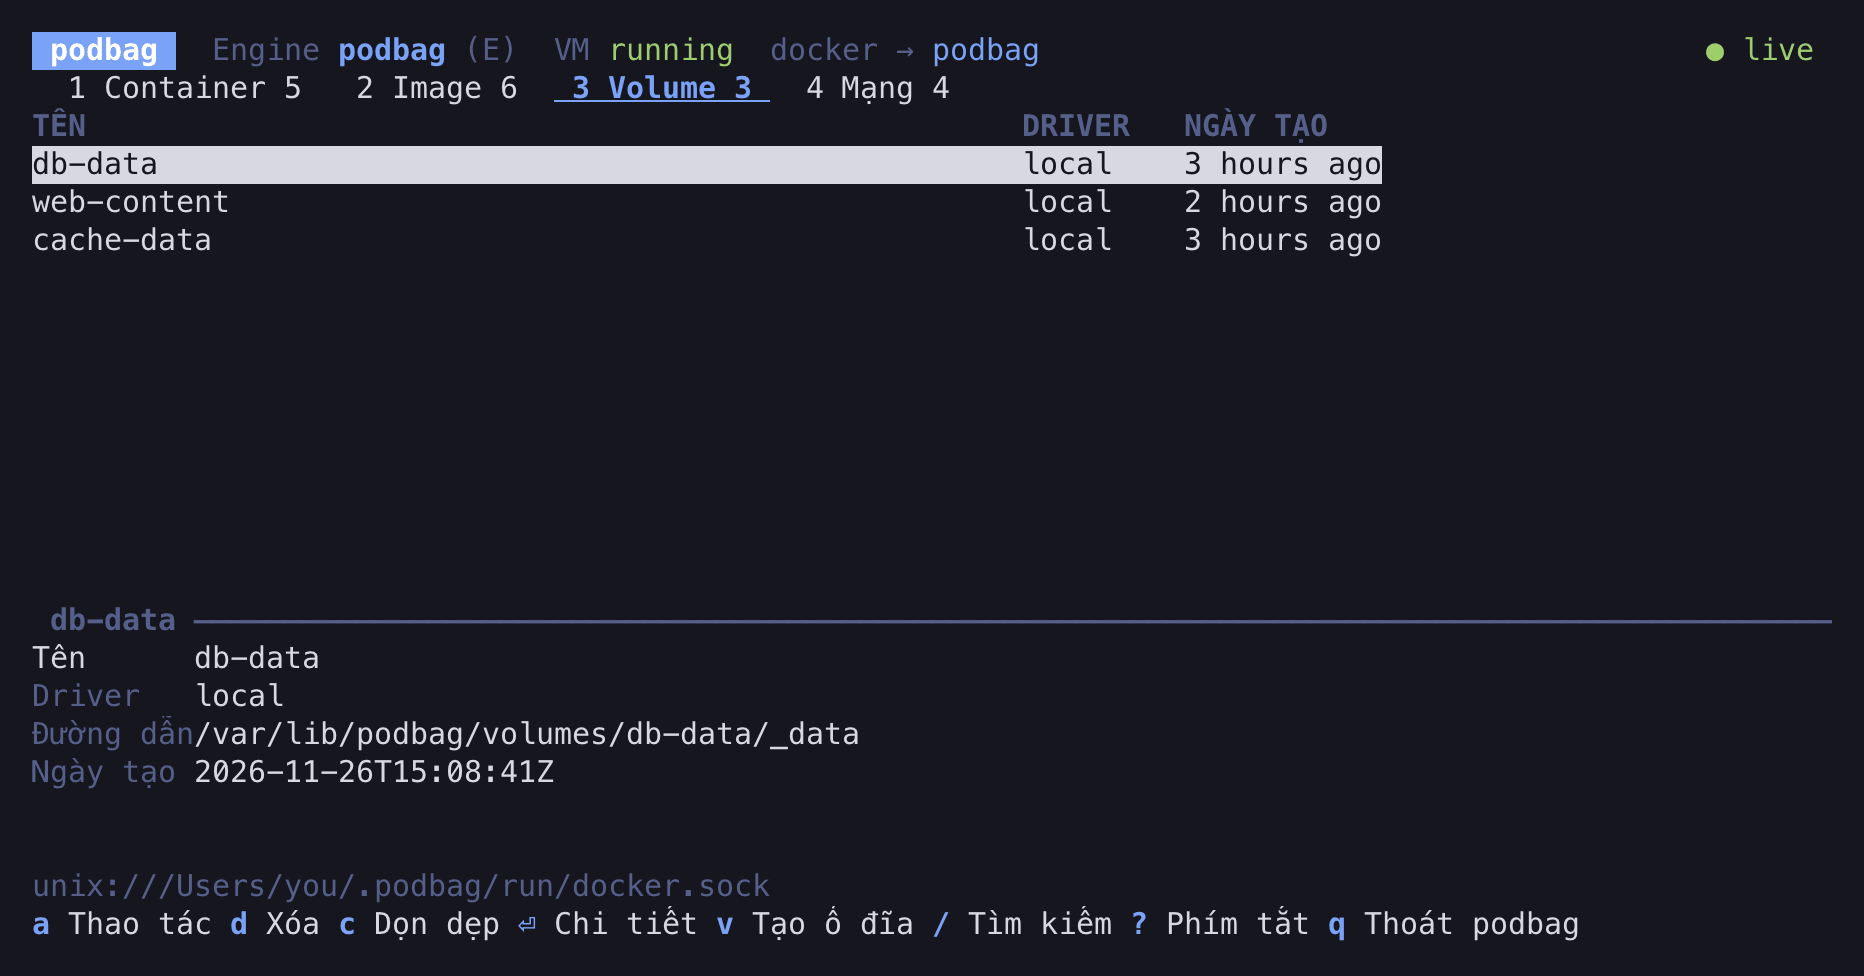 podbag Engine podbag (E) VM running docker → podbag ● live
1 Container 5 2 Image 6 3 Volume 3 4 Mạng 4
TÊN DRIVER NGÀY TẠO
db-data local 3 hours ago
web-content local 2 hours ago
cache-data local 3 hours ago
db-data
Tên db-data
Driver local
Đường dẫn/var/lib/podbag/volumes/db-data/_data
Ngày tạo 2026-11-26T15:08:41Z
unix:///Users/you/.podbag/run/docker.sock
a Thao tác d Xóa c Dọn dẹp ⏎ Chi tiết v Tạo ổ đĩa / Tìm kiếm ? Phím tắt q Thoát podbag